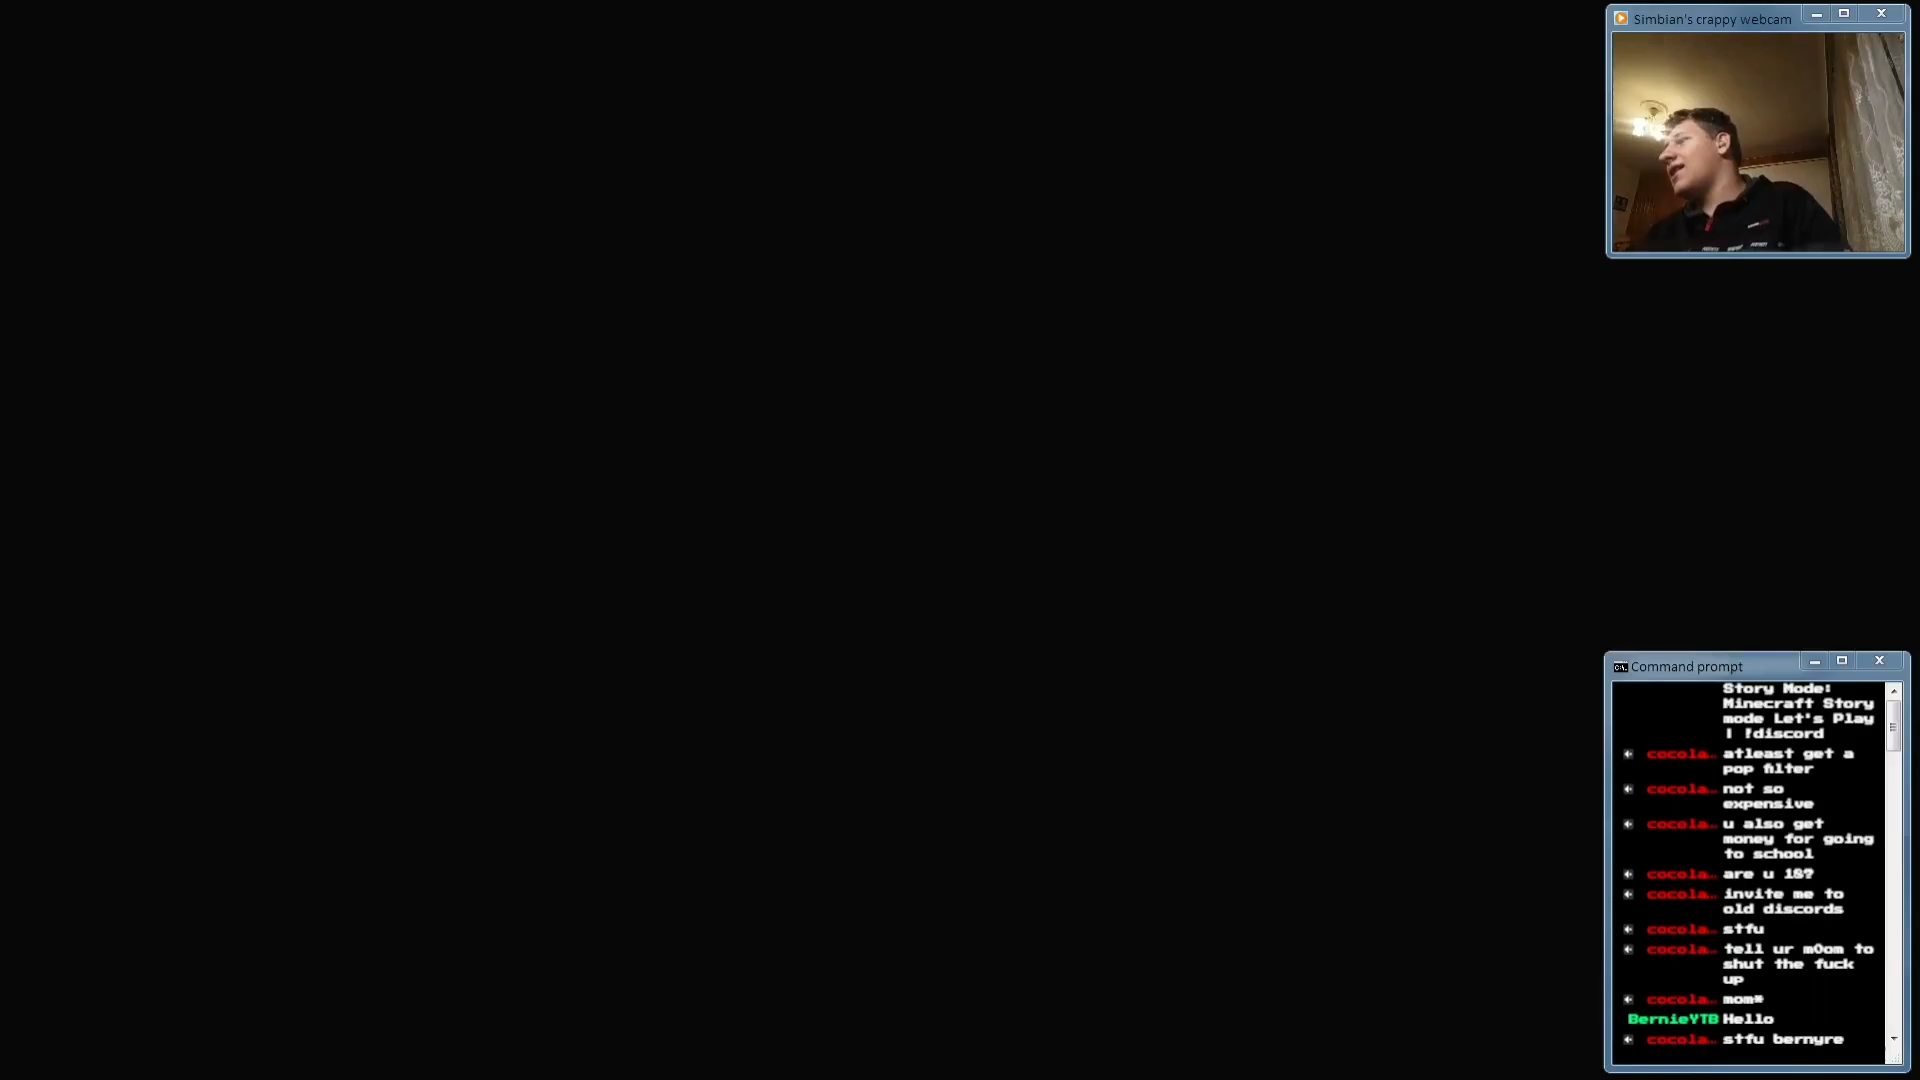 Simbian's crappy webcam
Command prompt
Story Mode:
Minecraft Story
mode Let's Play
| !discord
cocola… atleast get a
pop filter
cocola… not so
expensive
cocola… u also get
money for going
to school
cocola… are u 18?
cocola… invite me to
old discords
cocola… stfu
cocola… tell ur m0om to
shut the fuck
up
cocola… mom*
BernieYTB Hello
cocola… stfu bernyre